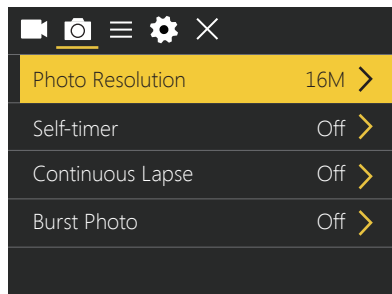 Photo Resolution 16M
Self-timer Off
Continuous Lapse Off
Burst Photo Off